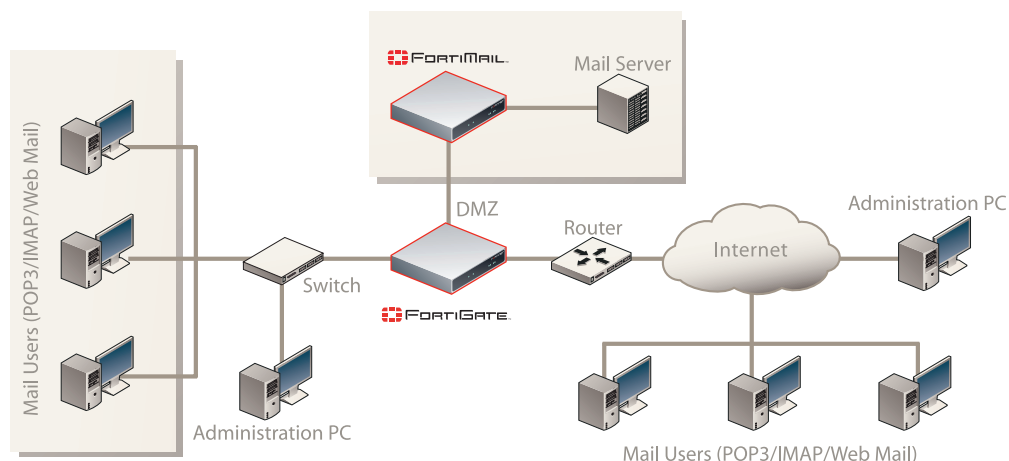 FORTIMAIL
Mail Server
Mail Users (POP3/IMAP/Web Mail)
DMZ
Router
Internet
Administration PC
Switch
FORTIGATE
Administration PC
Mail Users (POP3/IMAP/Web Mail)